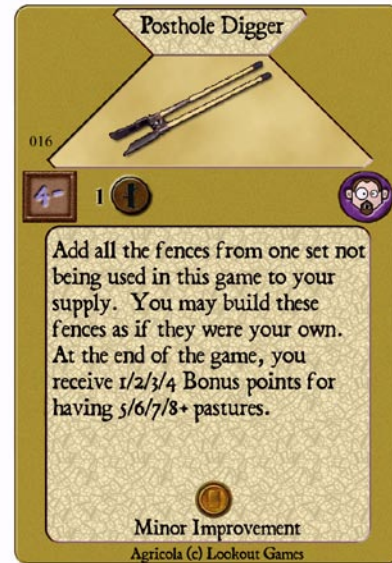 Posthole Digger
016
4-
1
Add all the fences from one set not
being used in this game to your
supply. You may build these
fences as if they were your own.
At the end of the game, you
receive 1/2/3/4 Bonus points for
having 5/6/7/8+ pastures.
Minor Improvement
Agricola (c) Lookout Games